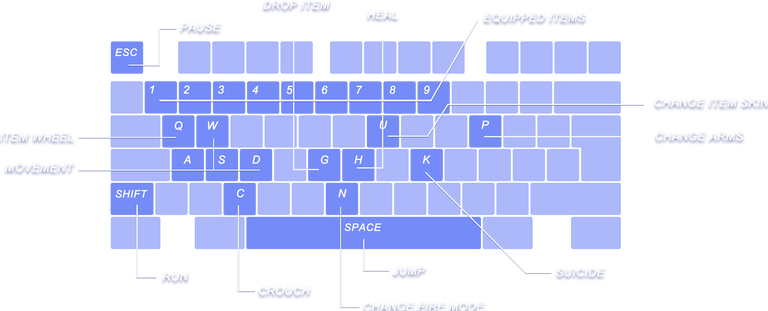 DROP ITEM
HEAL
EQUIPPED ITEMS
PAUSE
ESC
1 2 3 4 5 6 7 8 9
CHANGE ITEM SKIN
Q W U P
ITEM WHEEL
CHANGE ARMS
A S D G H K
MOVEMENT
SHIFT C N
SPACE
JUMP
SUICIDE
RUN
CROUCH
CHANGE FIRE MODE